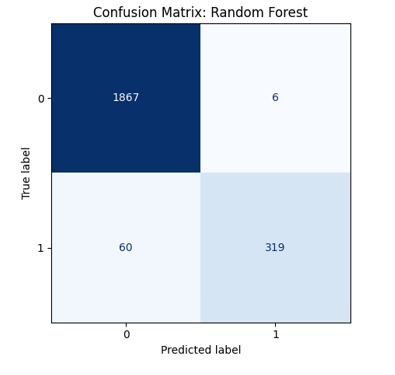 Confusion Matrix: Random Forest
0
1867
6
True label
1
60
319
0
1
Predicted label